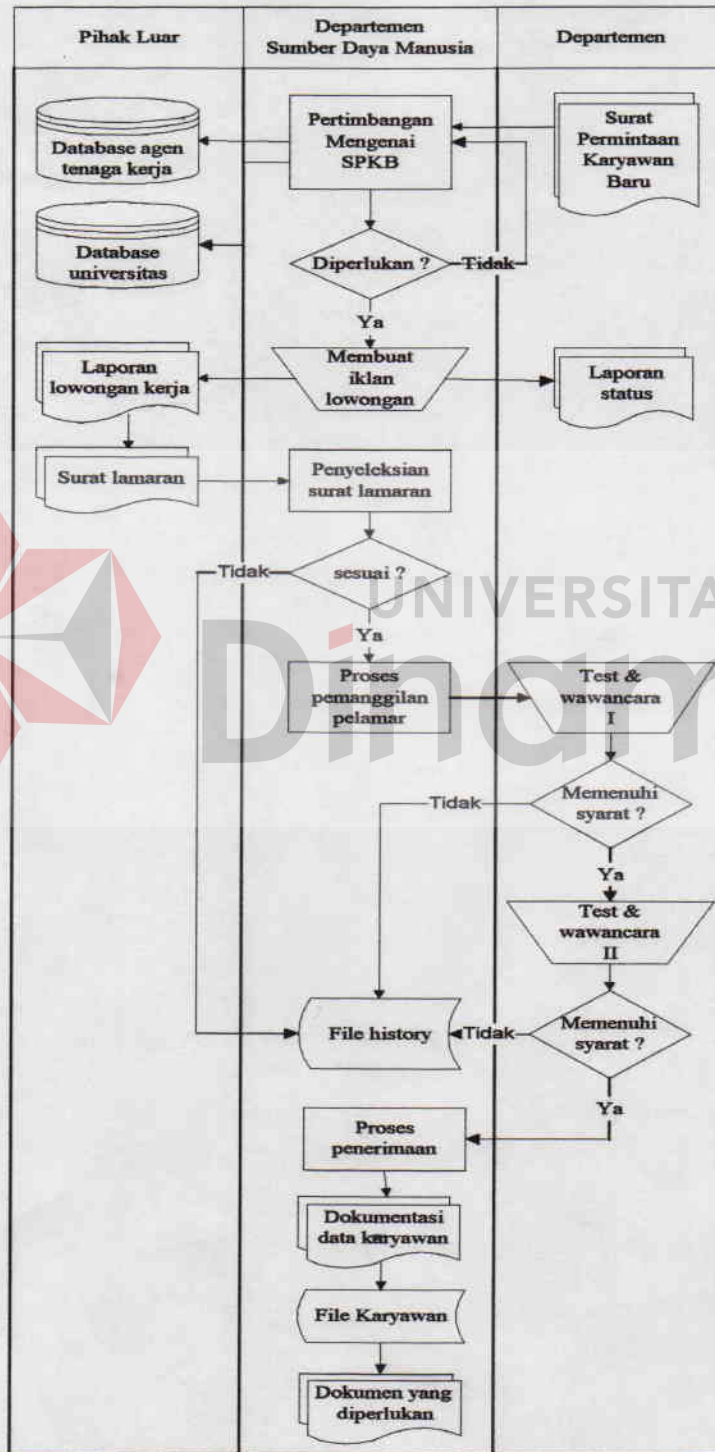 Pihak Luar
Departemen
Sumber Daya Manusia
Departemen
Database agen
tenaga kerja
Pertimbangan
Mengenai
SPKB
Surat
Permintaan
Karyawan
Baru
Database
universitas
Diperlukan ?
Tidak
Ya
Laporan
lowongan kerja
Membuat
iklan
lowongan
Laporan
status
Surat lamaran
Penyeleksian
surat lamaran
Tidak
sesuai ?
UNIVERSITA
Ya
Dinam
Proses
pemanggilan
pelamar
Test &
wawancara
I
Tidak
Memenuhi
syarat ?
Ya
Test &
wawancara
II
File history
Tidak
Memenuhi
syarat ?
Ya
Proses
penerimaan
Dokumentasi
data karyawan
File Karyawan
Dokumen yang
diperlukan